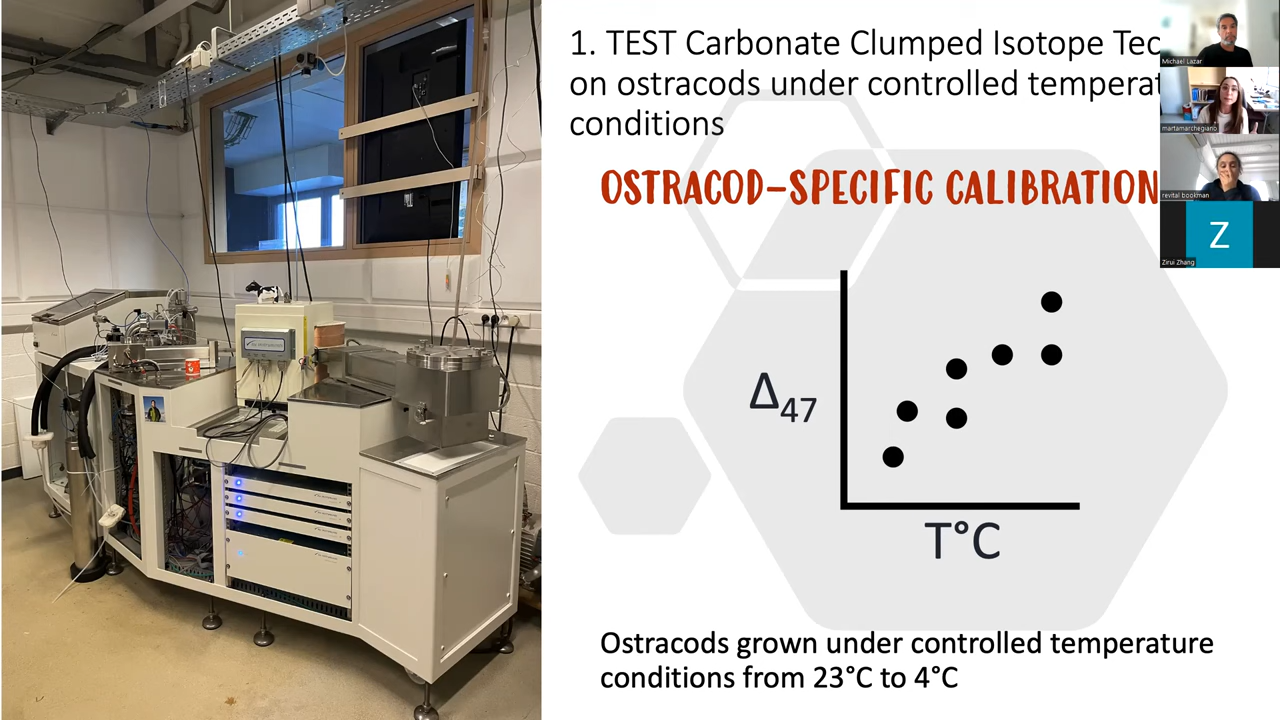 1. TEST Carbonate Clumped Isotope Tec
on ostracods under controlled temperat
conditions
OSTRACOD-SPECIFIC CALIBRATION
Δ47
T°C
Ostracods grown under controlled temperature
conditions from 23°C to 4°C
Michael Lazar
martamarchegiano
revital bookman
Z
Zirui Zhang